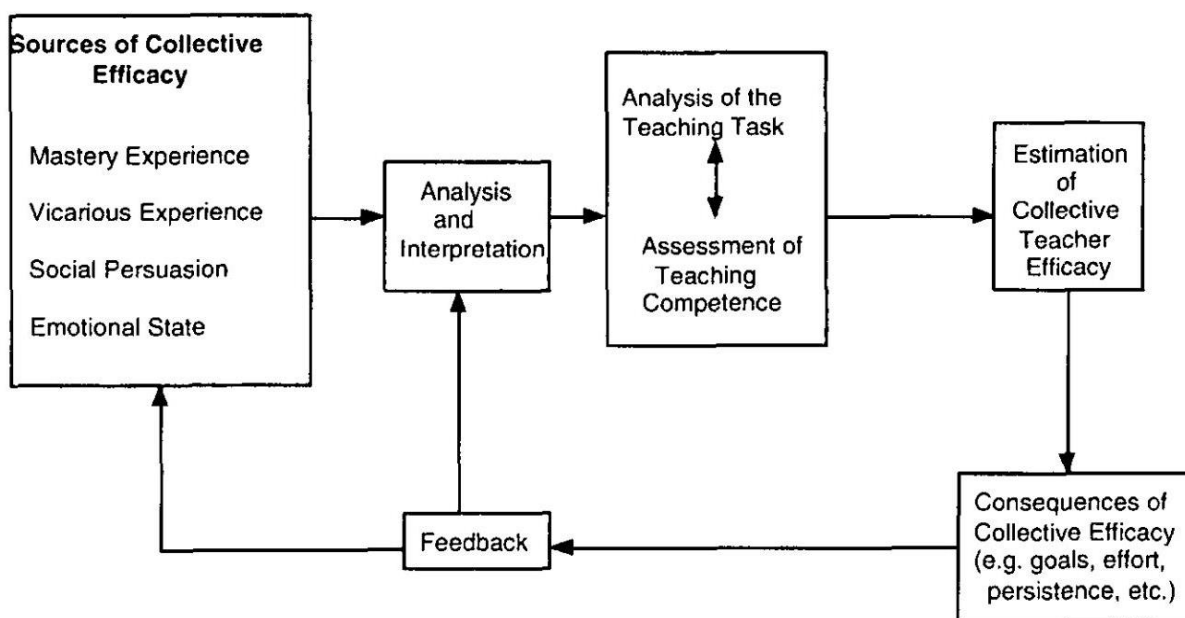 Sources of Collective
Efficacy
Mastery Experience
Vicarious Experience
Social Persuasion
Emotional State
Analysis
and
Interpretation
Analysis of the
Teaching Task
Assessment of
Teaching
Competence
Estimation
of
Collective
Teacher
Efficacy
Consequences of
Collective Efficacy
(e.g. goals, effort,
persistence, etc.)
Feedback